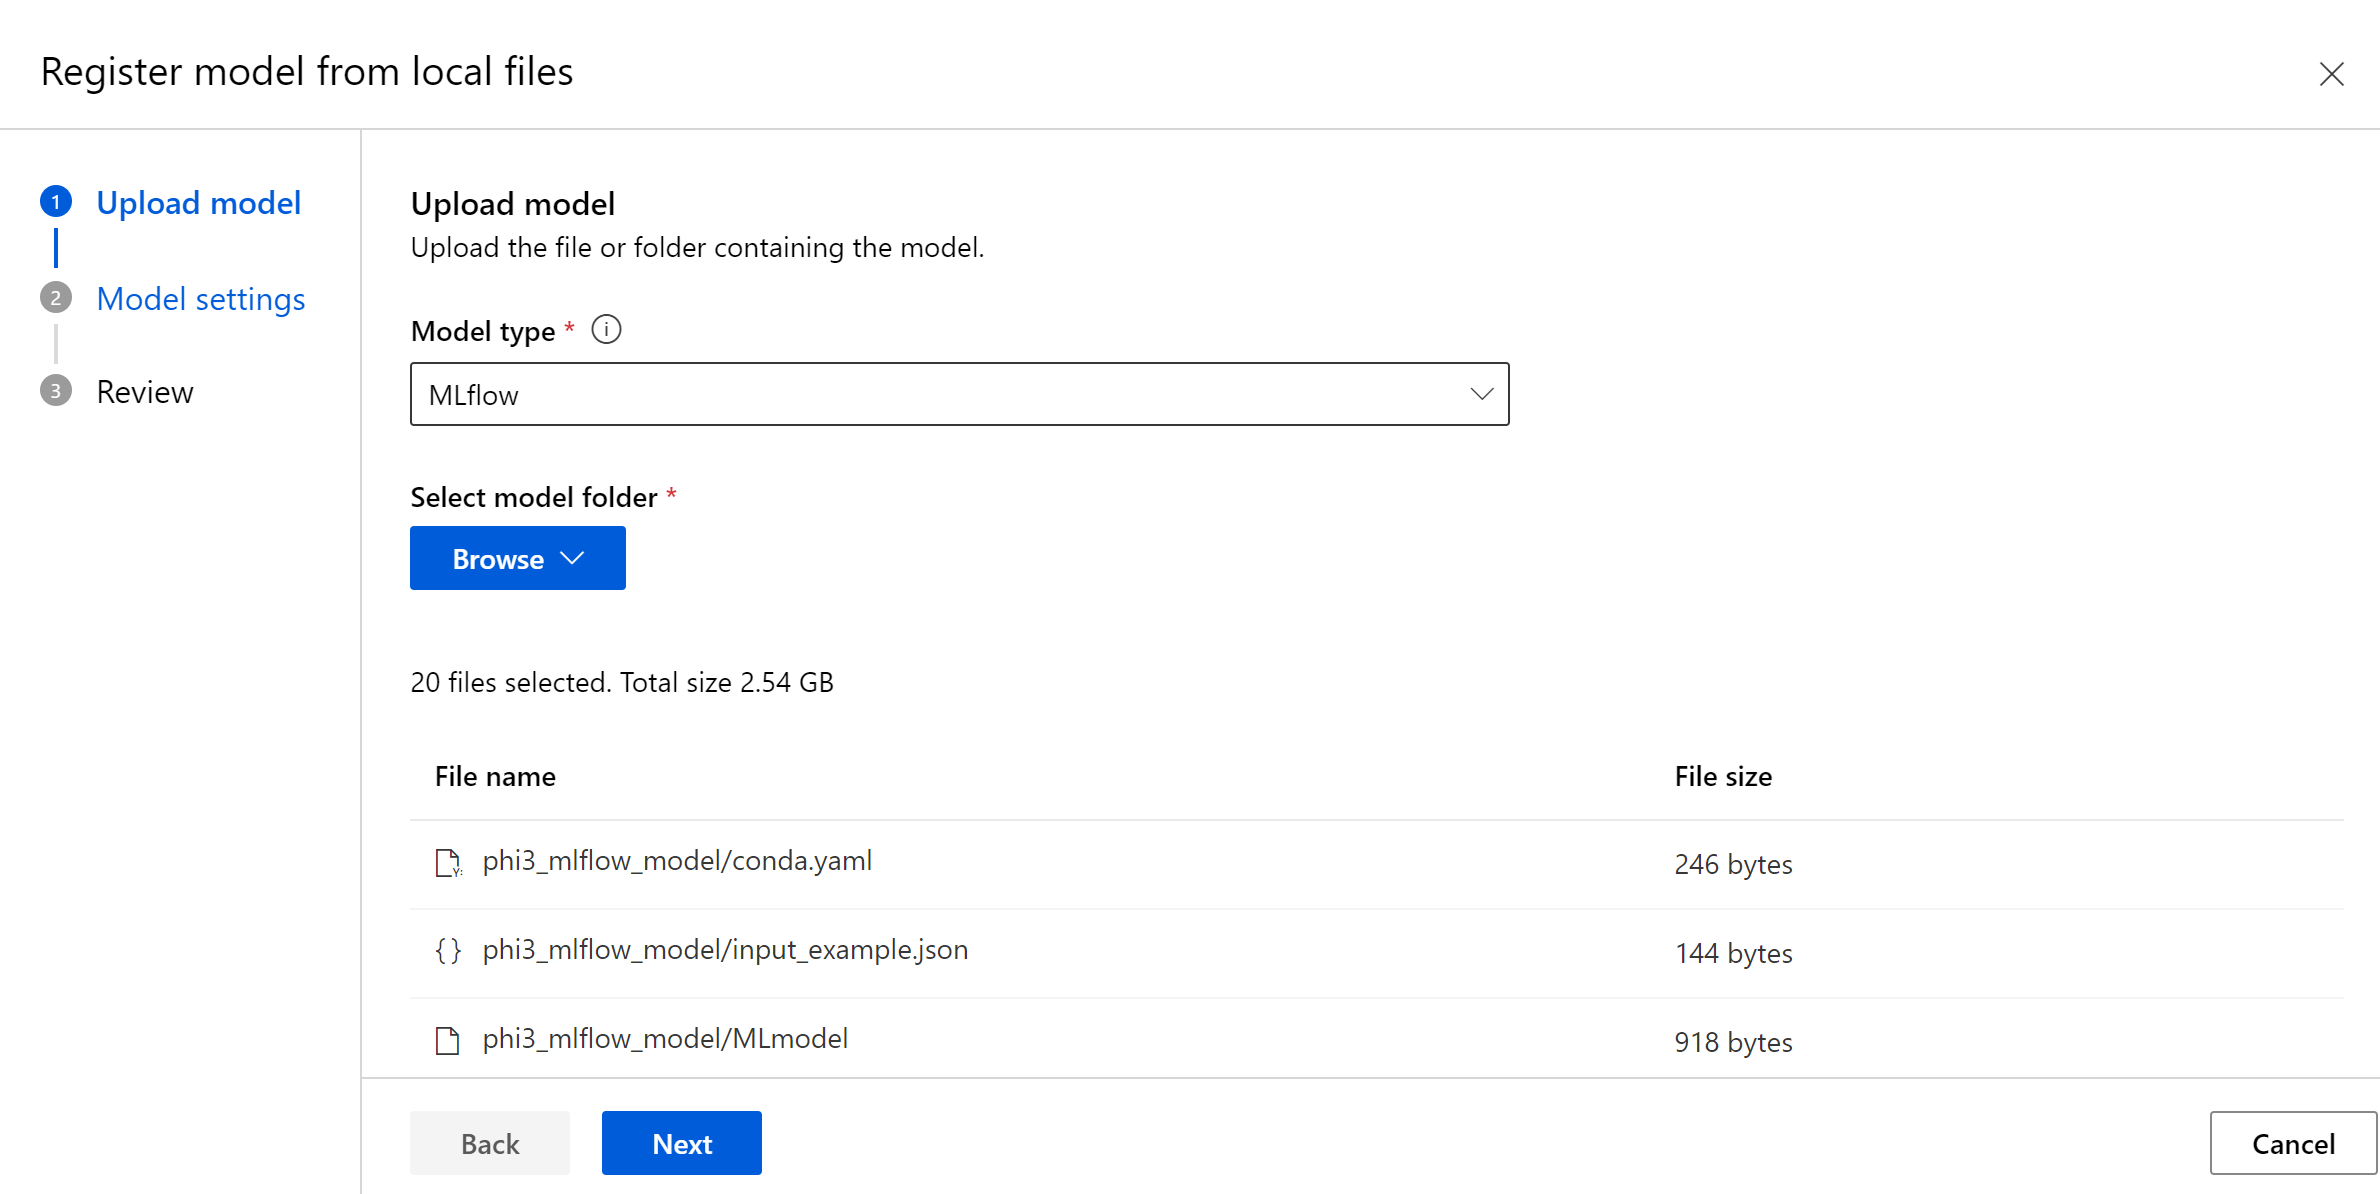 Register model from local files
1 Upload model
2 Model settings
3 Review
Upload model
Upload the file or folder containing the model.
Model type * i
MLflow
Select model folder *
Browse
20 files selected. Total size 2.54 GB
File name File size
phi3_mlflow_model/conda.yaml 246 bytes
{} phi3_mlflow_model/input_example.json 144 bytes
phi3_mlflow_model/MLmodel 918 bytes
Back Next Cancel